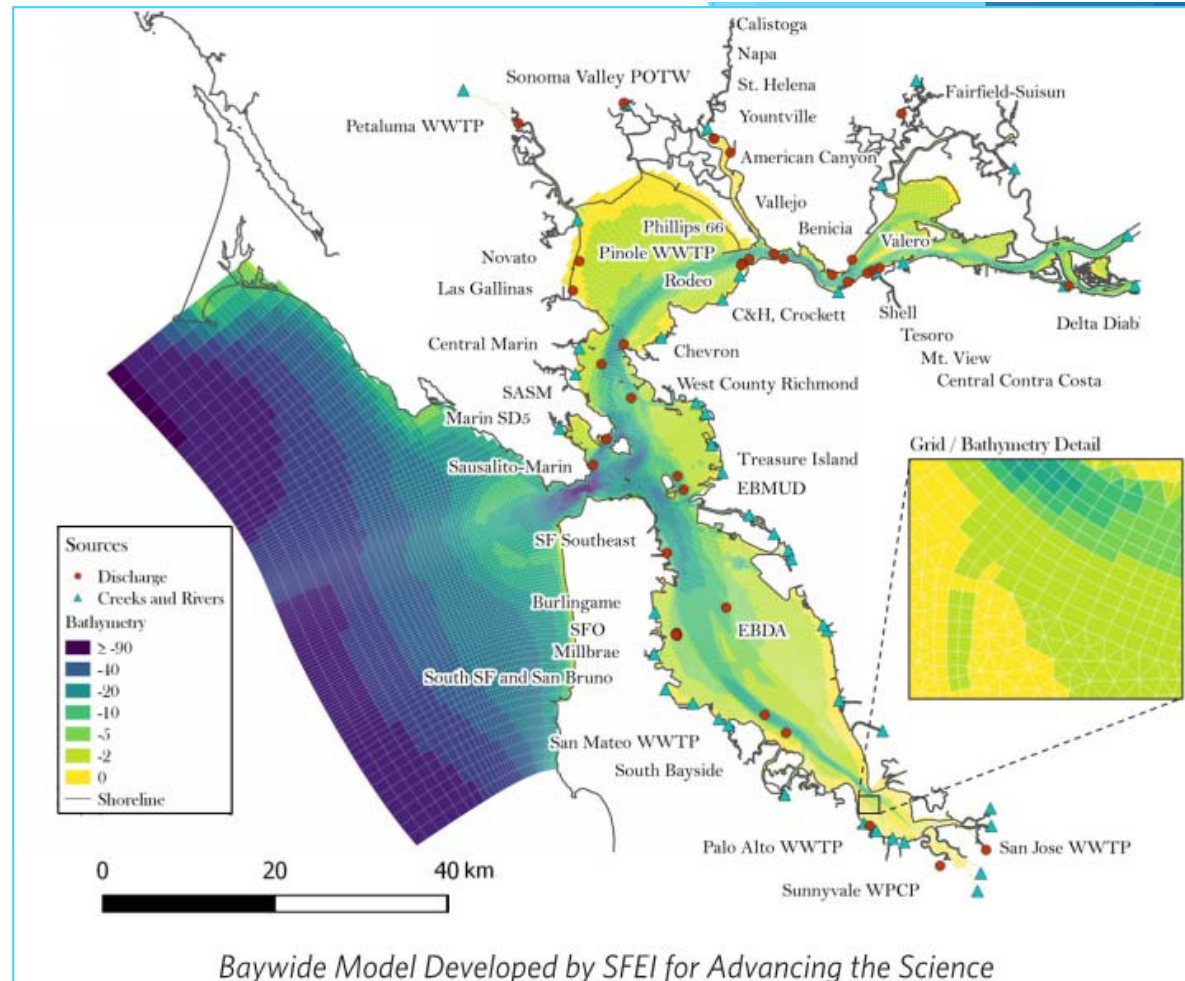 Calistoga
Napa
Sonoma Valley POTW
St. Helena
Fairfield-Suisun
Petaluma WWTP
Yountville
American Canyon
Vallejo
Benicia
Phillips 66
Valero
Pinole WWTP
Novato
Rodeo
Las Gallinas
C&H, Crockett
Shell
Delta Diab
Tesoro
Central Marin
Chevron
Mt. View
West County Richmond
Central Contra Costa
SASM
Marin SD5
Grid / Bathymetry Detail
Treasure Island
Sausalito-Marin
EBMUD
SF Southeast
Sources
Discharge
Creeks and Rivers
Bathymetry
≥ -90
-40
-20
-10
-5
-2
0
Shoreline
Burlingame
SFO
EBDA
Millbrae
South SF and San Bruno
San Mateo WWTP
South Bayside
Palo Alto WWTP
San Jose WWTP
Sunnyvale WPCP
0 20 40 km
Baywide Model Developed by SFEI for Advancing the Science